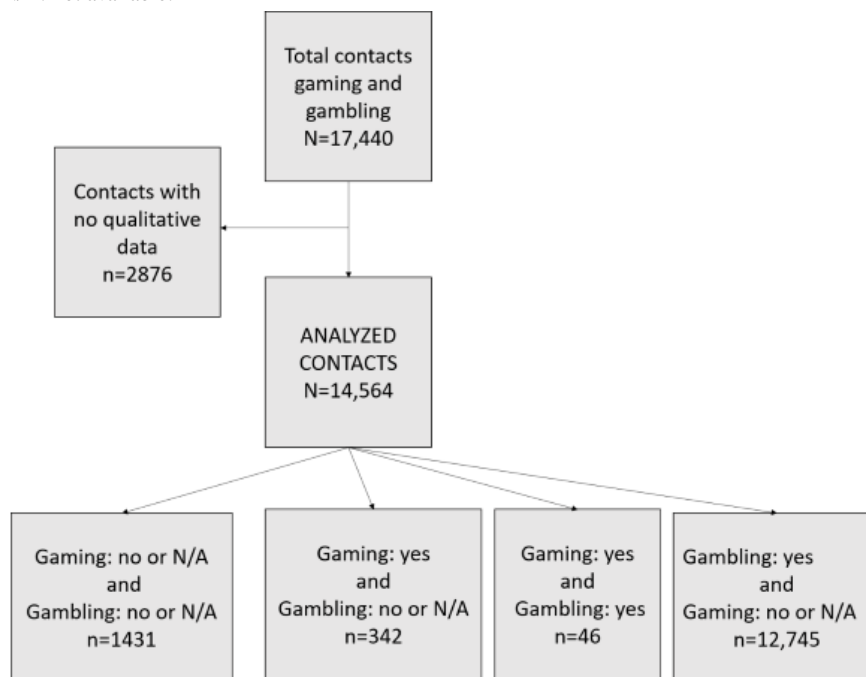 Total contacts
gaming and
gambling
N=17,440
Contacts with
no qualitative
data
n=2876
ANALYZED
CONTACTS
N=14,564
Gaming: no or N/A
and
Gambling: no or N/A
n=1431
Gaming: yes
and
Gambling: no or N/A
n=342
Gaming: yes
and
Gambling: yes
n=46
Gambling: yes
and
Gaming: no or N/A
n=12,745